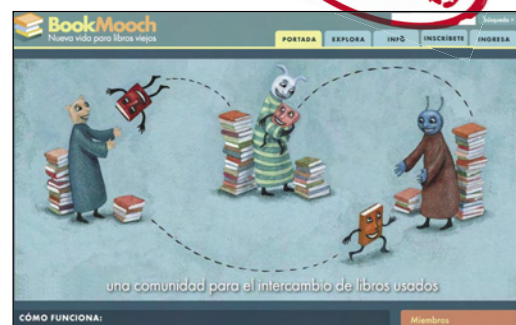 BookMooch
Nueva vida para libros viejos
búsqueda
PORTADA EXPLORA INFO INSCRÍBETE INGRESA
una comunidad para el intercambio de libros usados
CÓMO FUNCIONA:
Miembros